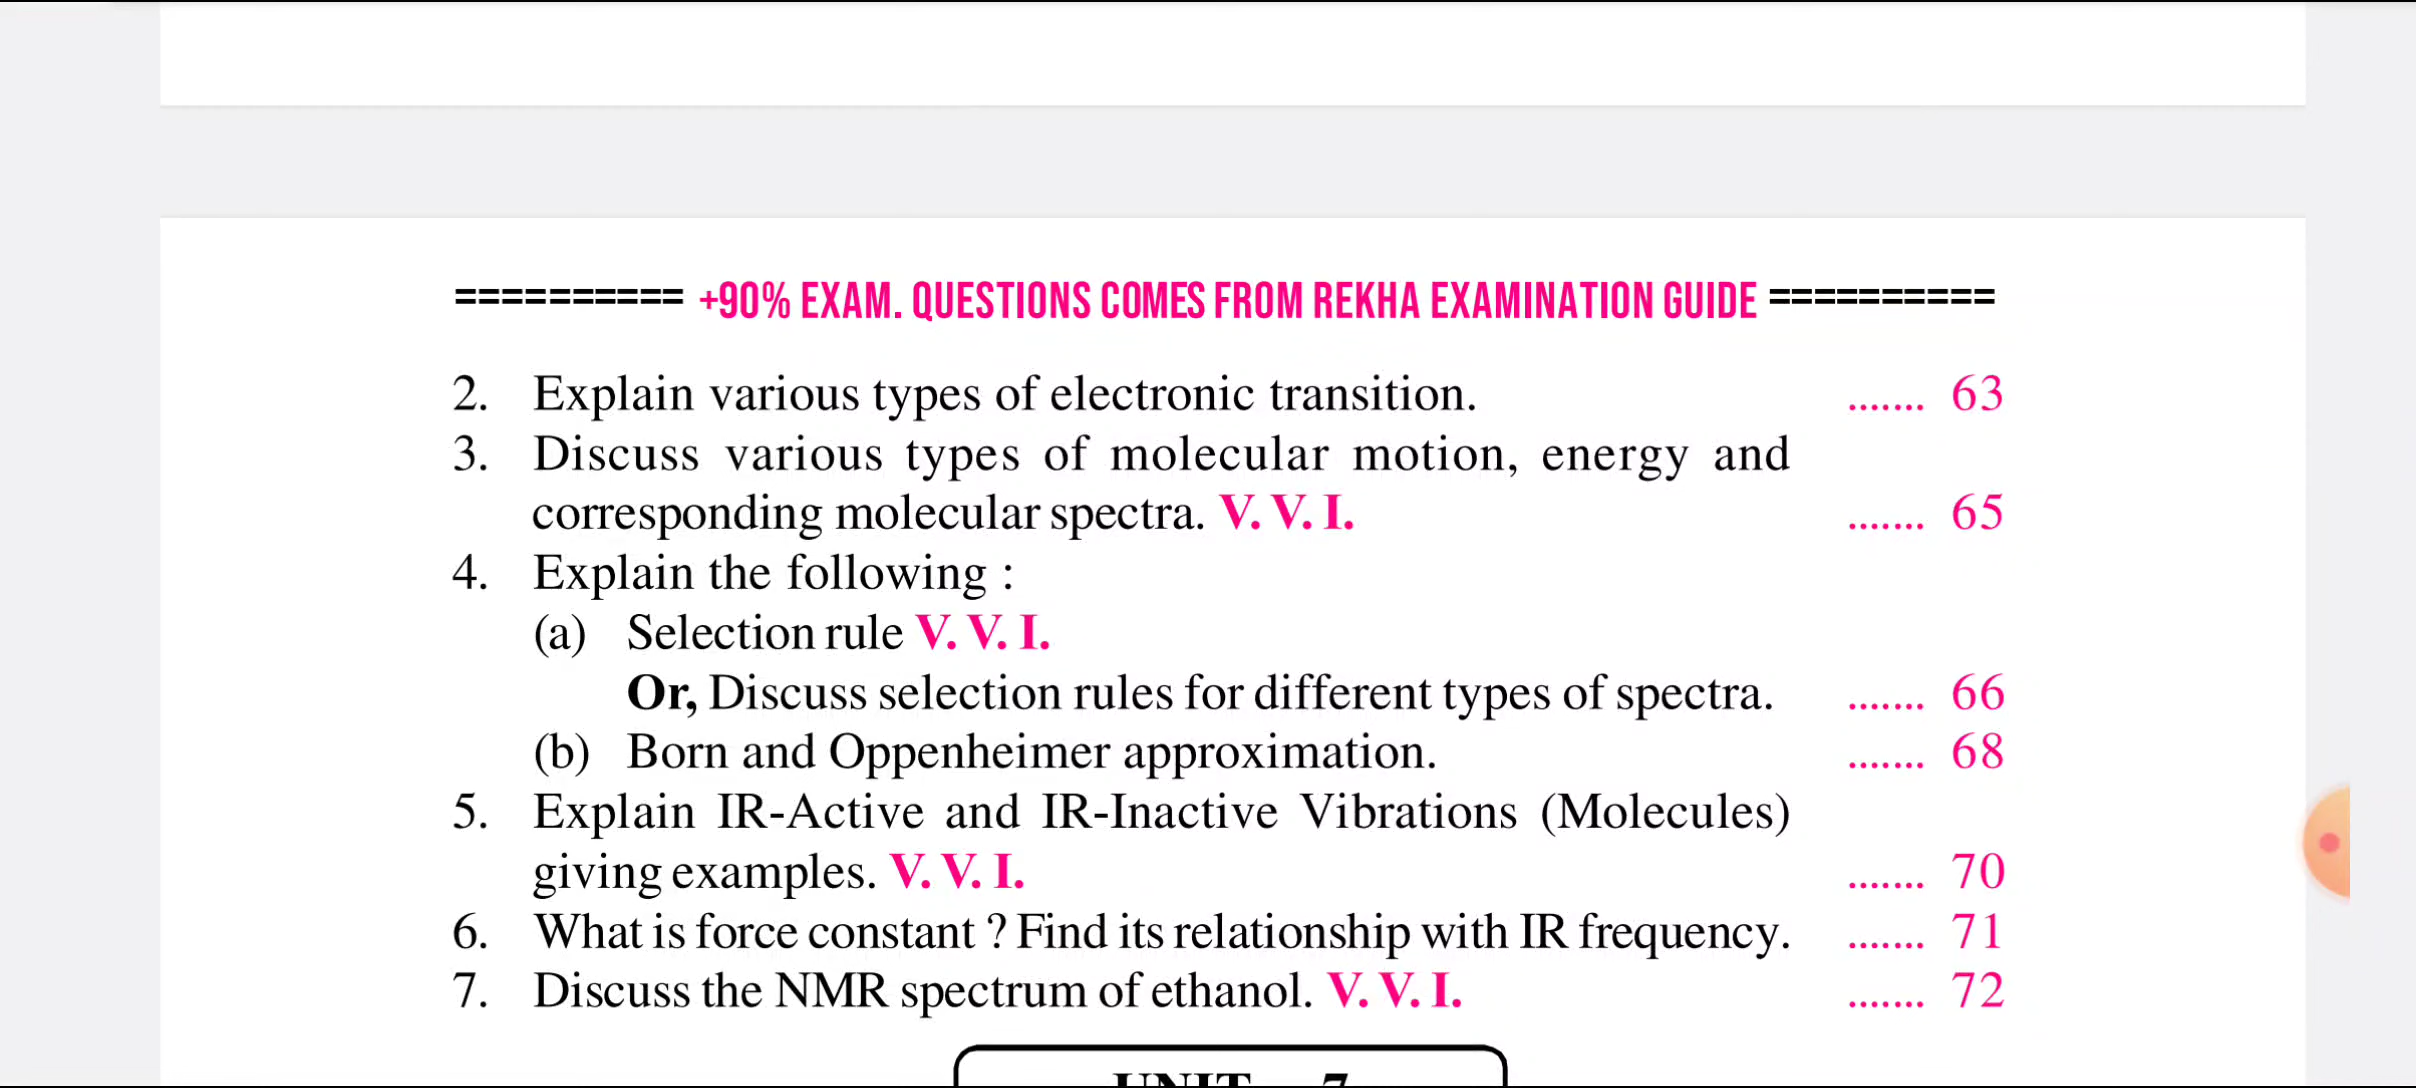 ========== +90% EXAM. QUESTIONS COMES FROM REKHA EXAMINATION GUIDE ==========
2. Explain various types of electronic transition. ....... 63
3. Discuss various types of molecular motion, energy and
corresponding molecular spectra. V. V. I. ....... 65
4. Explain the following :
(a) Selection rule V. V. I.
Or, Discuss selection rules for different types of spectra. ....... 66
(b) Born and Oppenheimer approximation. ....... 68
5. Explain IR-Active and IR-Inactive Vibrations (Molecules)
giving examples. V. V. I. ....... 70
6. What is force constant ? Find its relationship with IR frequency. ....... 71
7. Discuss the NMR spectrum of ethanol. V. V. I. ....... 72